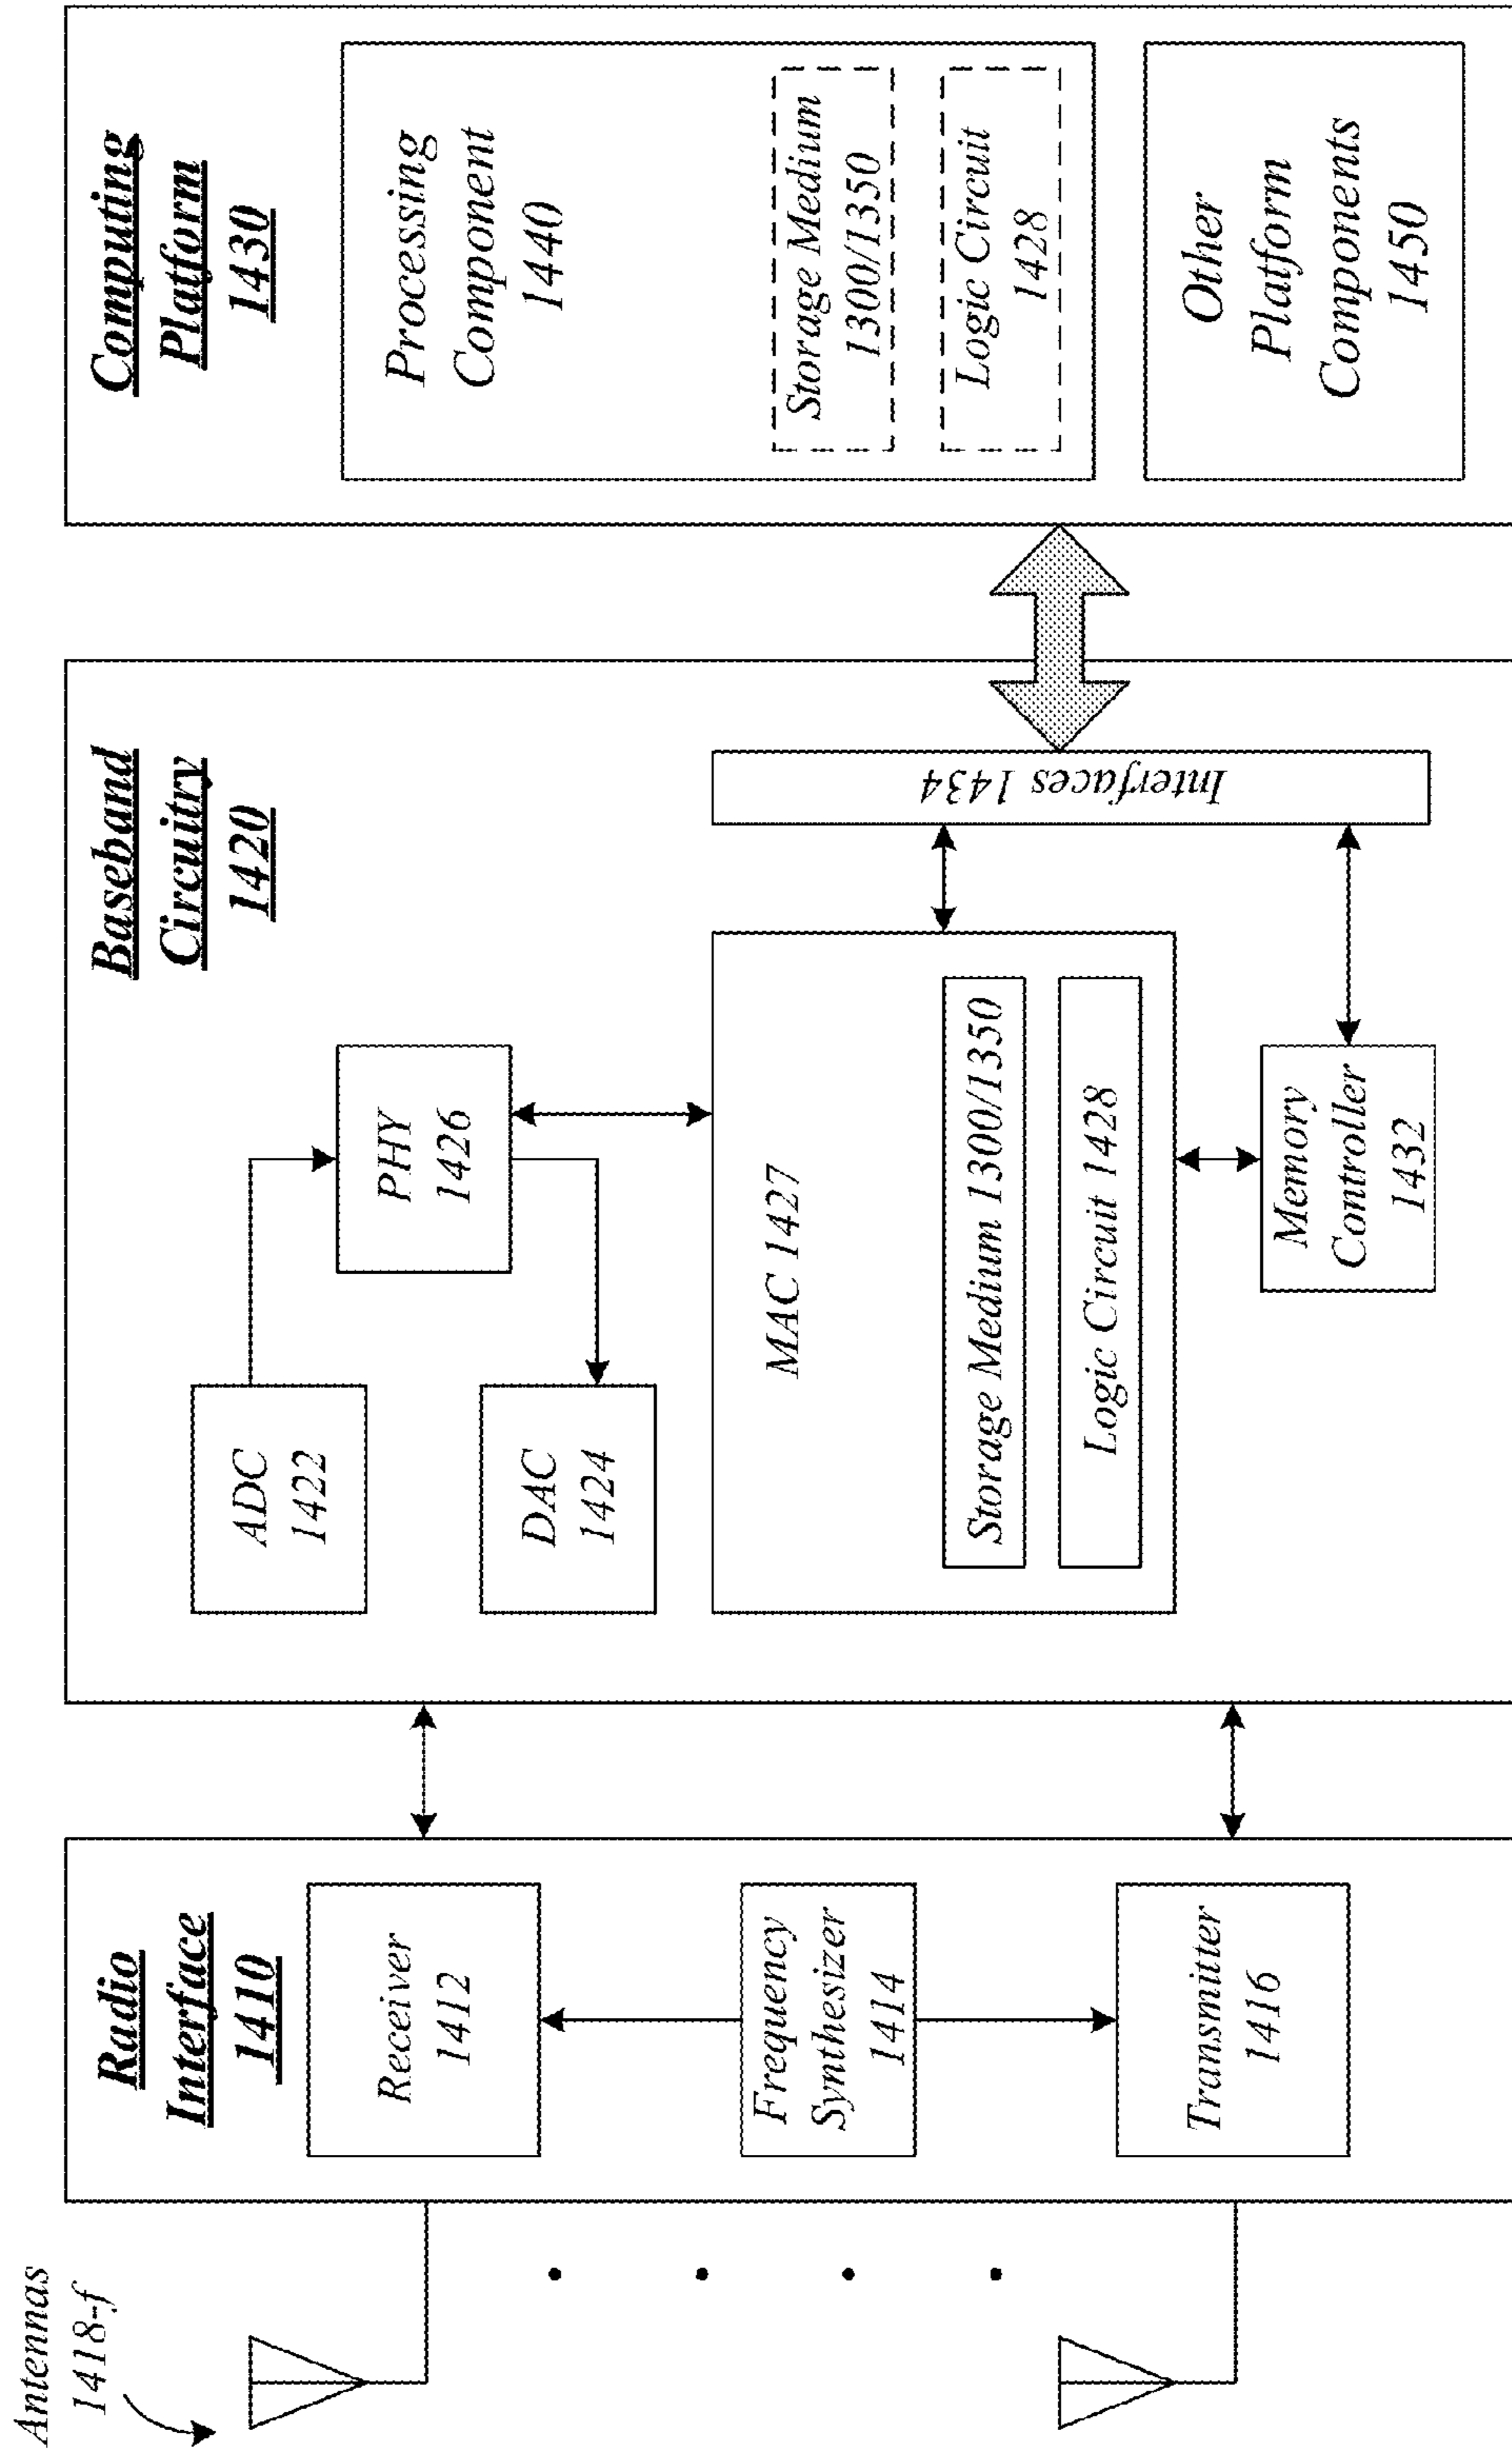 Antennas
1418-f
Radio
Interface
1410
Receiver
1412
Frequency
Synthesizer
1414
Transmitter
1416
Baseband
Circuitry
1420
ADC
1422
DAC
1424
PHY
1426
MAC 1427
Storage Medium 1300/1350
Logic Circuit 1428
Memory
Controller
1432
Interfaces 1434
Computing
Platform
1430
Processing
Component
1440
Storage Medium
1300/1350
Logic Circuit
1428
Other
Platform
Components
1450